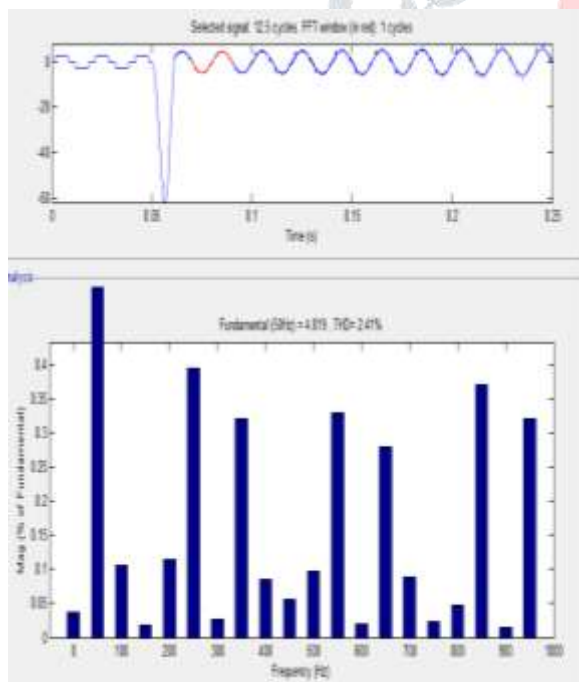 Selected signal: 12.5 cycles. FFT window (in red): 1 cycles
0
-20
-40
-60
0 0.05 0.1 0.15 0.2 0.25
Time (s)
nalysis
Fundamental (50Hz) = 4.819 THD= 2.41%
0.4
0.35
0.3
0.25
0.2
0.15
0.1
0.05
0
0 100 200 300 400 500 600 700 800 900 1000
Frequency (Hz)
Mag (% of Fundamental)